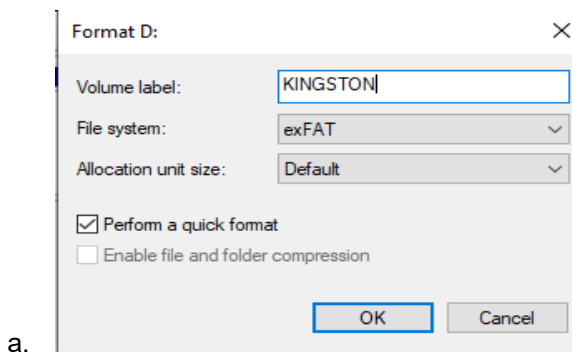 Format D:
Volume label: KINGSTON
File system: exFAT
Allocation unit size: Default
Perform a quick format
Enable file and folder compression
OK Cancel
a.